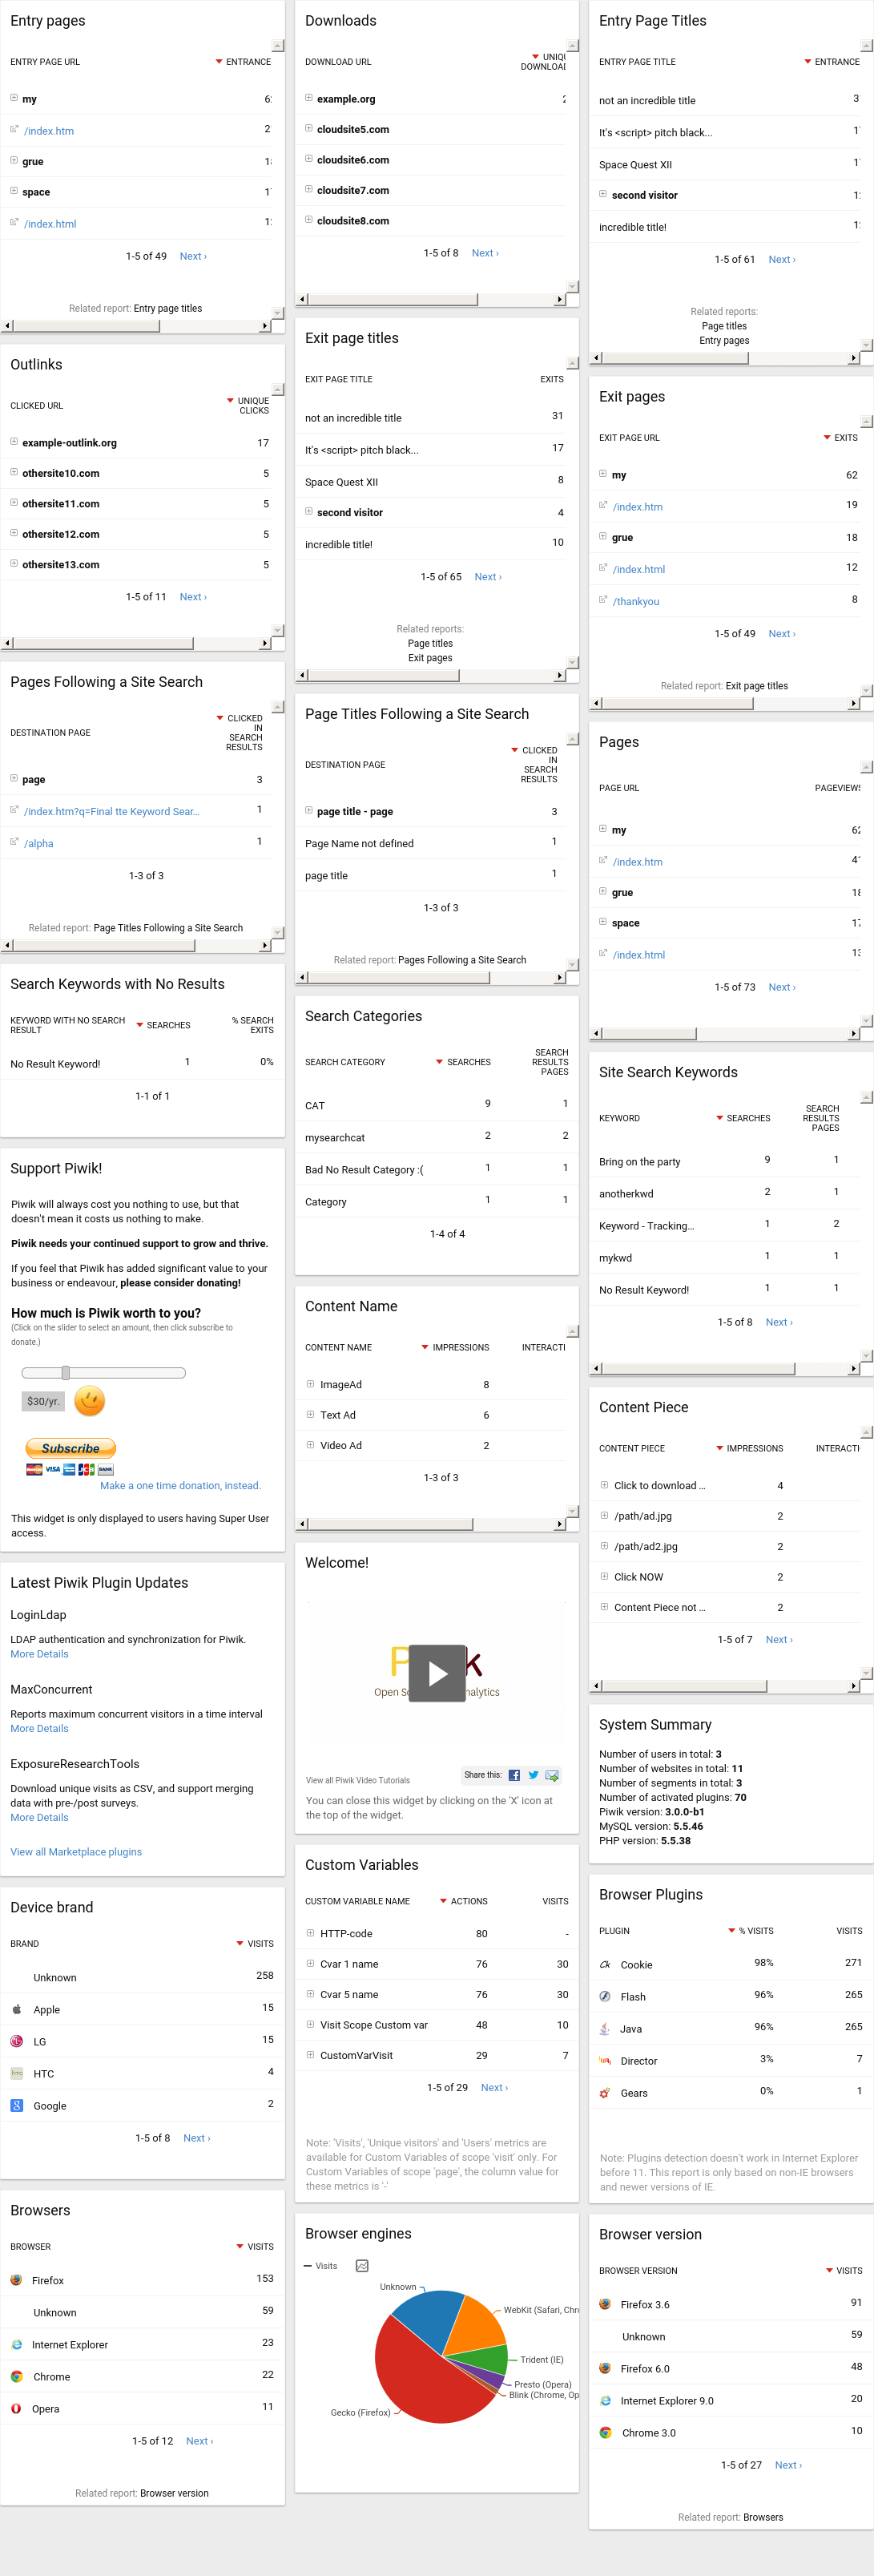 Entry pages
ENTRY PAGE URL ENTRANCE
my
/index.htm
grue
space
/index.html
1-5 of 49 Next ›
Related report: Entry page titles
Outlinks
CLICKED URL UNIQUE
CLICKS
example-outlink.org 17
othersite10.com 5
othersite11.com 5
othersite12.com 5
othersite13.com 5
1-5 of 11 Next ›
Pages Following a Site Search
DESTINATION PAGE CLICKED
IN
SEARCH
RESULTS
page 3
/index.htm?q=Final tte Keyword Sear... 1
/alpha 1
1-3 of 3
Related report: Page Titles Following a Site Search
Search Keywords with No Results
KEYWORD WITH NO SEARCH
RESULT SEARCHES % SEARCH
EXITS
No Result Keyword! 1 0%
1-1 of 1
Support Piwik!
Piwik will always cost you nothing to use, but that
doesn't mean it costs us nothing to make.
Piwik needs your continued support to grow and thrive.
If you feel that Piwik has added significant value to your
business or endeavour, please consider donating!
How much is Piwik worth to you?
(Click on the slider to select an amount, then click subscribe to
donate.)
$30/yr.
Subscribe
VISA BANK
Make a one time donation, instead.
This widget is only displayed to users having Super User
access.
Latest Piwik Plugin Updates
LoginLdap
LDAP authentication and synchronization for Piwik.
More Details
MaxConcurrent
Reports maximum concurrent visitors in a time interval
More Details
ExposureResearchTools
Download unique visits as CSV, and support merging
data with pre-/post surveys.
More Details
View all Marketplace plugins
Device brand
BRAND VISITS
Unknown 258
Apple 15
LG 15
HTC 4
Google 2
1-5 of 8 Next ›
Browsers
BROWSER VISITS
Firefox 153
Unknown 59
Internet Explorer 23
Chrome 22
Opera 11
1-5 of 12 Next ›
Related report: Browser version
Downloads
DOWNLOAD URL UNIQU
DOWNLOAD
example.org
cloudsite5.com
cloudsite6.com
cloudsite7.com
cloudsite8.com
1-5 of 8 Next ›
Exit page titles
EXIT PAGE TITLE EXITS
not an incredible title 31
It's <script> pitch black... 17
Space Quest XII 8
second visitor 4
incredible title! 10
1-5 of 65 Next ›
Related reports:
Page titles
Exit pages
Page Titles Following a Site Search
DESTINATION PAGE CLICKED
IN
SEARCH
RESULTS
page title - page 3
Page Name not defined 1
page title 1
1-3 of 3
Related report: Pages Following a Site Search
Search Categories
SEARCH CATEGORY SEARCHES SEARCH
RESULTS
PAGES
CAT 9 1
mysearchcat 2 2
Bad No Result Category :( 1 1
Category 1 1
1-4 of 4
Content Name
CONTENT NAME IMPRESSIONS INTERACTI
ImageAd 8
Text Ad 6
Video Ad 2
1-3 of 3
Welcome!
P k
Open S nalytics
View all Piwik Video Tutorials Share this:
You can close this widget by clicking on the 'X' icon at
the top of the widget.
Custom Variables
CUSTOM VARIABLE NAME ACTIONS VISITS
HTTP-code 80 -
Cvar 1 name 76 30
Cvar 5 name 76 30
Visit Scope Custom var 48 10
CustomVarVisit 29 7
1-5 of 29 Next ›
Note: 'Visits', 'Unique visitors' and 'Users' metrics are
available for Custom Variables of scope 'visit' only. For
Custom Variables of scope 'page', the column value for
these metrics is '-'
Browser engines
Visits
Unknown
WebKit (Safari, Chro
Trident (IE)
Presto (Opera)
Blink (Chrome, Op
Gecko (Firefox)
Entry Page Titles
ENTRY PAGE TITLE ENTRANCE
not an incredible title
It's <script> pitch black...
Space Quest XII
second visitor
incredible title!
1-5 of 61 Next ›
Related reports:
Page titles
Entry pages
Exit pages
EXIT PAGE URL EXITS
my 62
/index.htm 19
grue 18
/index.html 12
/thankyou 8
1-5 of 49 Next ›
Related report: Exit page titles
Pages
PAGE URL PAGEVIEWS
my 62
/index.htm
grue 18
space 17
/index.html 13
1-5 of 73 Next ›
Site Search Keywords
KEYWORD SEARCHES SEARCH
RESULTS
PAGES
Bring on the party 9 1
anotherkwd 2 1
Keyword - Tracking... 1 2
mykwd 1 1
No Result Keyword! 1 1
1-5 of 8 Next ›
Content Piece
CONTENT PIECE IMPRESSIONS INTERACTI
Click to download ... 4
/path/ad.jpg 2
/path/ad2.jpg 2
Click NOW 2
Content Piece not ... 2
1-5 of 7 Next ›
System Summary
Number of users in total: 3
Number of websites in total: 11
Number of segments in total: 3
Number of activated plugins: 70
Piwik version: 3.0.0-b1
MySQL version: 5.5.46
PHP version: 5.5.38
Browser Plugins
PLUGIN % VISITS VISITS
Cookie 98% 271
Flash 96% 265
Java 96% 265
Director 3% 7
Gears 0% 1
Note: Plugins detection doesn't work in Internet Explorer
before 11. This report is only based on non-IE browsers
and newer versions of IE.
Browser version
BROWSER VERSION VISITS
Firefox 3.6 91
Unknown 59
Firefox 6.0 48
Internet Explorer 9.0 20
Chrome 3.0 10
1-5 of 27 Next ›
Related report: Browsers